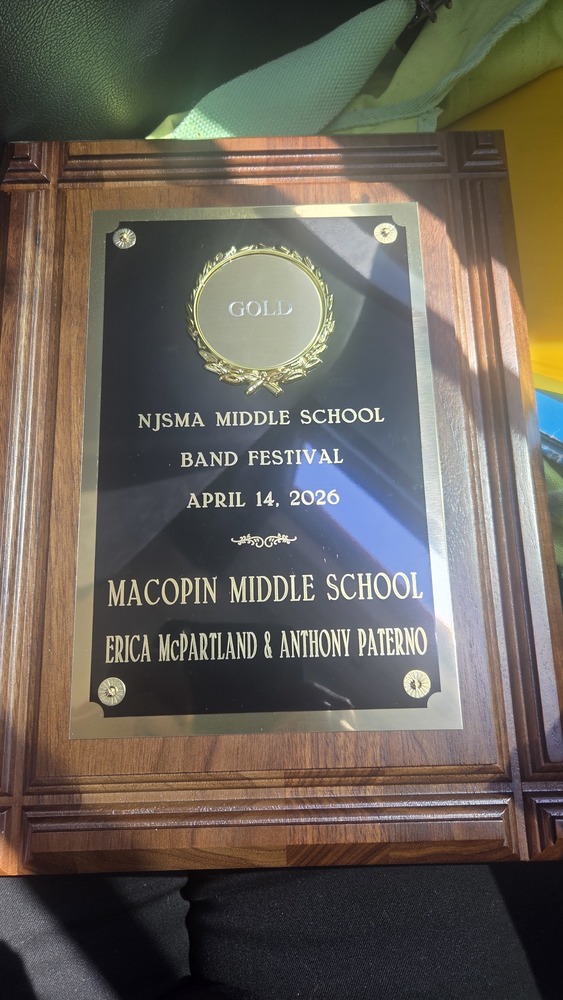 GOLD
NJSMA MIDDLE SCHOOL
BAND FESTIVAL
APRIL 14, 2026
MACOPIN MIDDLE SCHOOL
ERICA McPARTLAND & ANTHONY PATERNO